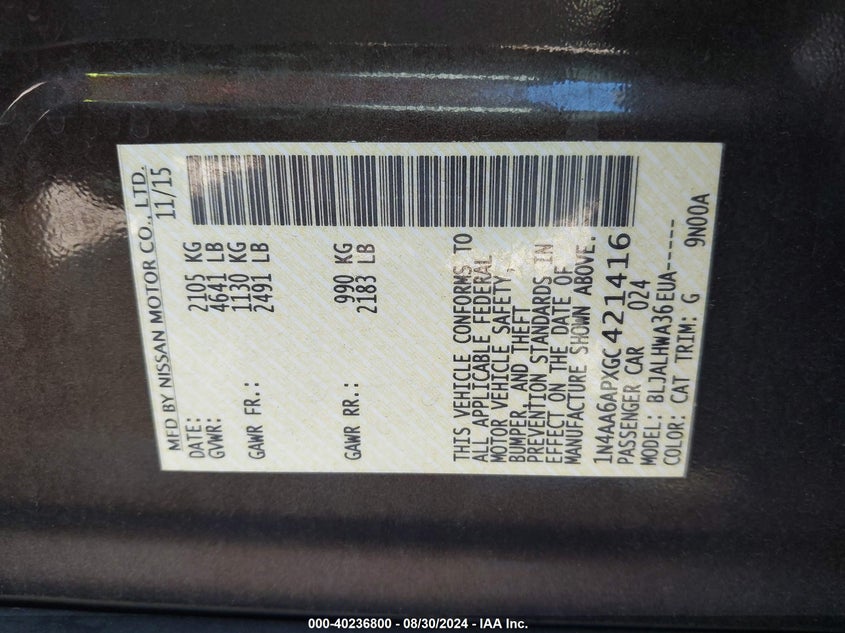 MFD BY NISSAN MOTOR CO., LTD.
DATE: 11/15
GVWR: 2105 KG
4641 LB
GAWR FR.: 1130 KG
2491 LB
GAWR RR.: 990 KG
2183 LB
THIS VEHICLE CONFORMS TO
ALL APPLICABLE FEDERAL
MOTOR VEHICLE SAFETY,
BUMPER, AND THEFT
PREVENTION STANDARDS IN
EFFECT ON THE DATE OF
MANUFACTURE SHOWN ABOVE.
1N4AA6APXGC421416
PASSENGER CAR 024
MODEL: BLJALHWA36EUA-----
COLOR: CAT TRIM: G 9N00A
000-40236800 - 08/30/2024 - IAA Inc.